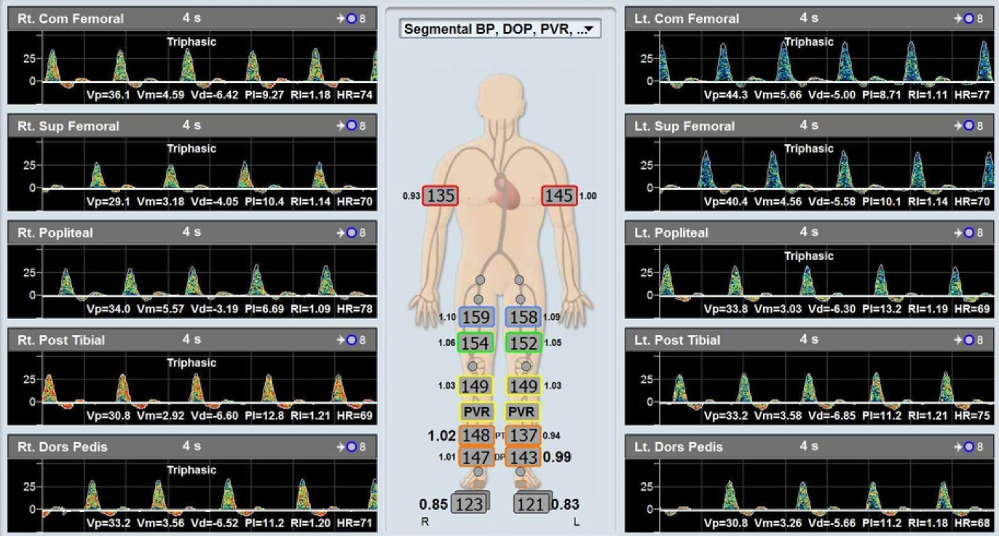 Rt. Com Femoral 4 s 8
Triphasic
25
0
Vp=36.1 Vm=4.59 Vd=-6.42 PI=9.27 RI=1.18 HR=74
Rt. Sup Femoral 4 s 8
Triphasic
25
0
Vp=29.1 Vm=3.18 Vd=-4.05 PI=10.4 RI=1.14 HR=70
Rt. Popliteal 4 s 8
25
0
Vp=34.0 Vm=5.57 Vd=-3.19 PI=6.69 RI=1.09 HR=78
Rt. Post Tibial 4 s 8
Triphasic
25
0
Vp=30.8 Vm=2.92 Vd=-6.60 PI=12.8 RI=1.21 HR=69
Rt. Dors Pedis 4 s 8
Triphasic
25
0
Vp=33.2 Vm=3.56 Vd=-6.52 PI=11.2 RI=1.20 HR=71
Segmental BP, DOP, PVR, ...
0.93 135 145 1.00
1.10 159 158 1.09
1.06 154 152 1.05
1.03 149 149 1.03
PVR PVR
1.02 148 PT 137 0.94
1.01 147 DP 143 0.99
0.85 123 121 0.83
R L
Lt. Com Femoral 4 s 8
Triphasic
25
0
Vp=44.3 Vm=5.66 Vd=-5.00 PI=8.71 RI=1.11 HR=77
Lt. Sup Femoral 4 s 8
Triphasic
25
0
Vp=40.4 Vm=4.56 Vd=-5.58 PI=10.1 RI=1.14 HR=70
Lt. Popliteal 4 s 8
Triphasic
25
0
Vp=33.8 Vm=3.03 Vd=-6.30 PI=13.2 RI=1.19 HR=69
Lt. Post Tibial 4 s 8
25
0
Vp=33.2 Vm=3.58 Vd=-6.85 PI=11.2 RI=1.21 HR=75
Lt. Dors Pedis 4 s 8
25
0
Vp=30.8 Vm=3.26 Vd=-5.66 PI=11.2 RI=1.18 HR=68